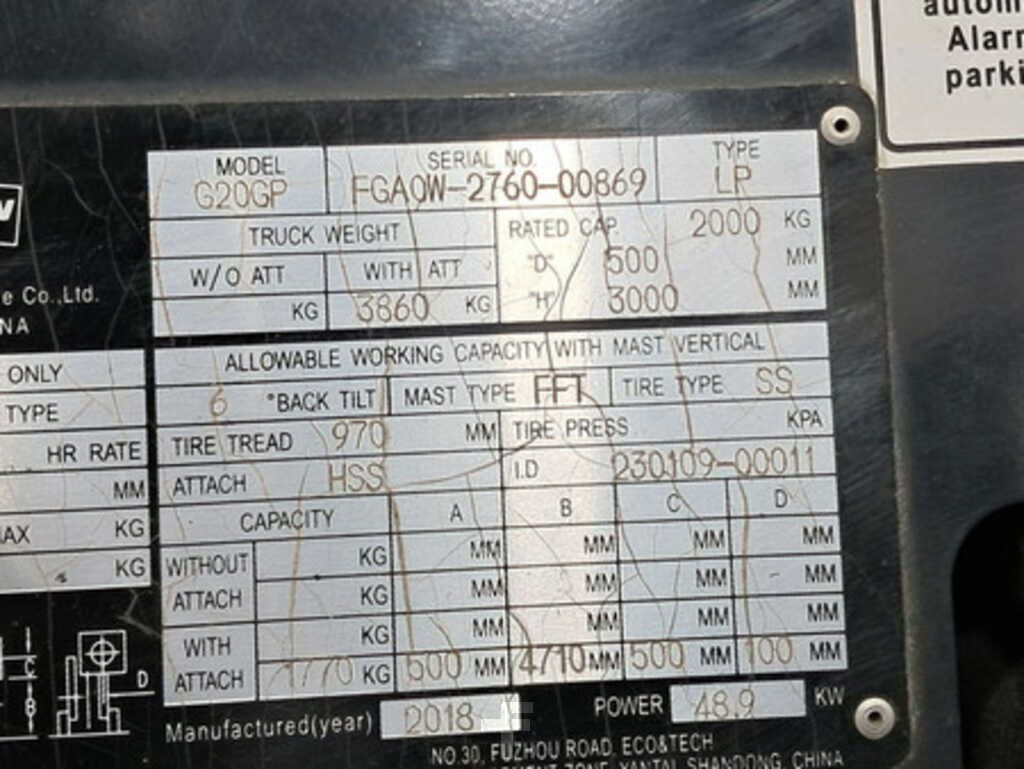 Alarm
MODEL SERIAL NO. TYPE
G20GP FGA0W-2760-00869 LP
TRUCK WEIGHT RATED CAP. 2000 KG
W/O ATT WITH ATT "D" 500 MM
KG 3860 KG "H" 3000 MM
e Co.,Ltd.
NA
ALLOWABLE WORKING CAPACITY WITH MAST VERTICAL
ONLY
6 °BACK TILT MAST TYPE FFT TIRE TYPE SS
TYPE
TIRE TREAD 970 MM TIRE PRESS KPA
HR RATE
ATTACH HSS I.D 230109-00011
MM
CAPACITY A B C D
AX KG
WITHOUT ATTACH KG MM MM MM MM
KG
KG MM MM - MM MM
WITH ATTACH KG MM MM MM MM
1770 KG 500 MM 4710 MM 500 MM 100 MM
C
B
D
Manufactured(year) 2018 POWER 48.9 KW
NO.30, FUZHOU ROAD, ECO&TECH
ZONE, YANTAI, SHANDONG, CHINA